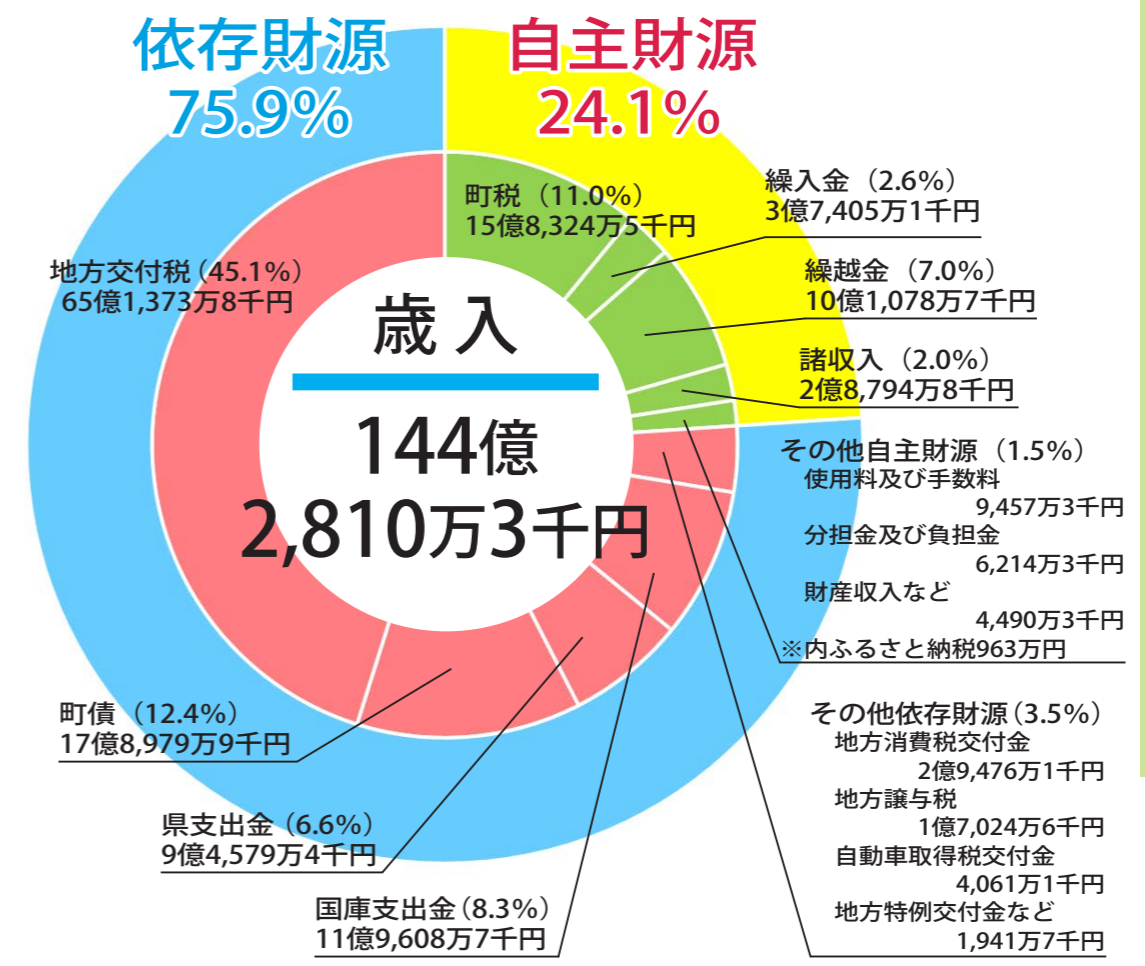 依存財源
75.9%
自主財源
24.1%
町税（11.0%）
15億8,324万5千円
繰入金（2.6%）
3億7,405万1千円
繰越金（7.0%）
10億1,078万7千円
諸収入（2.0%）
2億8,794万8千円
その他自主財源（1.5%）
使用料及び手数料
9,457万3千円
分担金及び負担金
6,214万3千円
財産収入など
4,490万3千円
※内ふるさと納税963万円
地方交付税（45.1%）
65億1,373万8千円
歳入
144億
2,810万3千円
町債（12.4%）
17億8,979万9千円
県支出金（6.6%）
9億4,579万4千円
国庫支出金（8.3%）
11億9,608万7千円
その他依存財源（3.5%）
地方消費税交付金
2億9,476万1千円
地方譲与税
1億7,024万6千円
自動車取得税交付金
4,061万1千円
地方特例交付金など
1,941万7千円